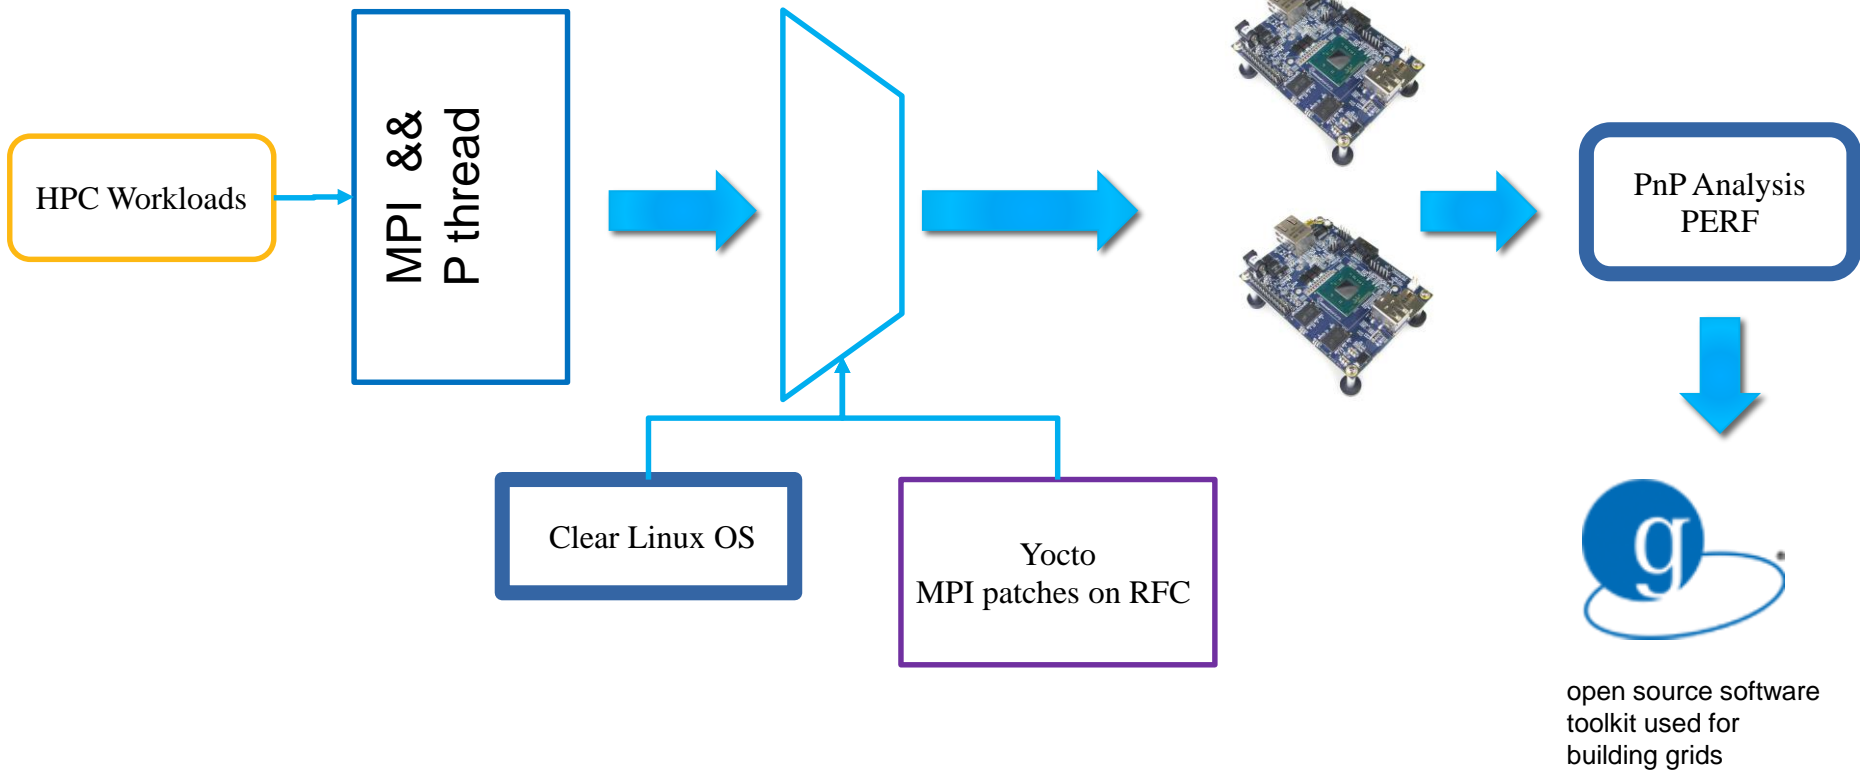 HPC Workloads
MPI &&
P thread
PnP Analysis
PERF
Clear Linux OS
Yocto
MPI patches on RFC
g
open source software
toolkit used for
building grids